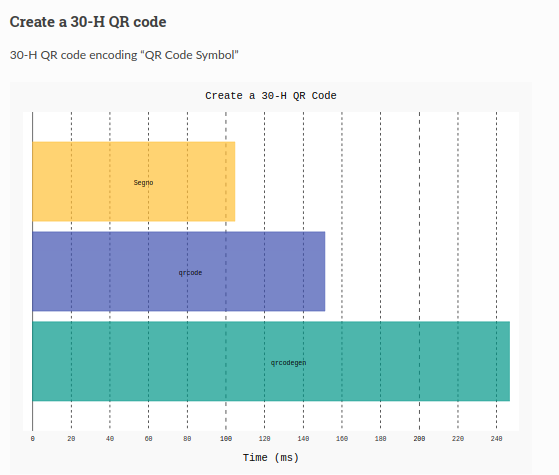 Create a 30-H QR code
30-H QR code encoding “QR Code Symbol”
Create a 30-H QR Code
Segno
qrcode
qrcodegen
0 20 40 60 80 100 120 140 160 180 200 220 240
Time (ms)